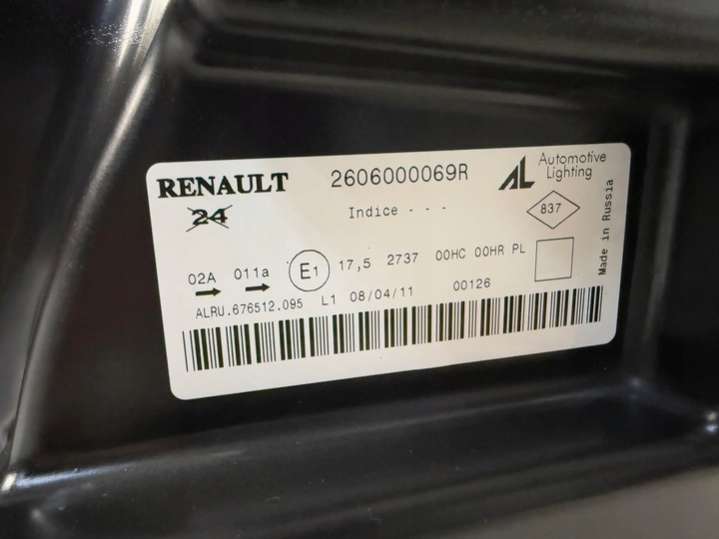 RENAULT 2606000069R AL Automotive
Lighting
24 Indice - - - 837
Made in Russia
02A 011a E1 17,5 2737 00HC 00HR PL
ALRU.676512.095 L1 08/04/11 00126